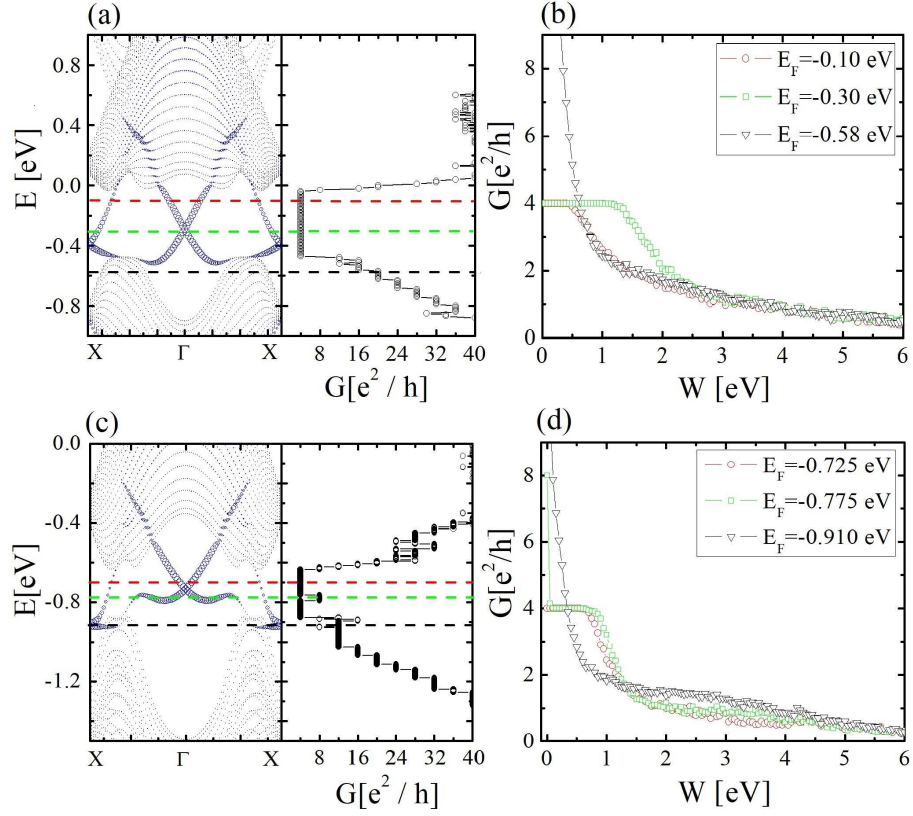 (a)
E [eV]
0.8
0.4
0.0
-0.4
-0.8
X Γ X
8 16 24 32 40
G[e² / h]
(b)
G[e²/h]
8
6
4
2
0
E_F=-0.10 eV
E_F=-0.30 eV
E_F=-0.58 eV
0 1 2 3 4 5 6
W [eV]
(c)
E[eV]
0.0
-0.4
-0.8
-1.2
X Γ X
8 16 24 32 40
G[e² / h]
(d)
G[e²/h]
8
6
4
2
0
E_F=-0.725 eV
E_F=-0.775 eV
E_F=-0.910 eV
0 1 2 3 4 5 6
W [eV]